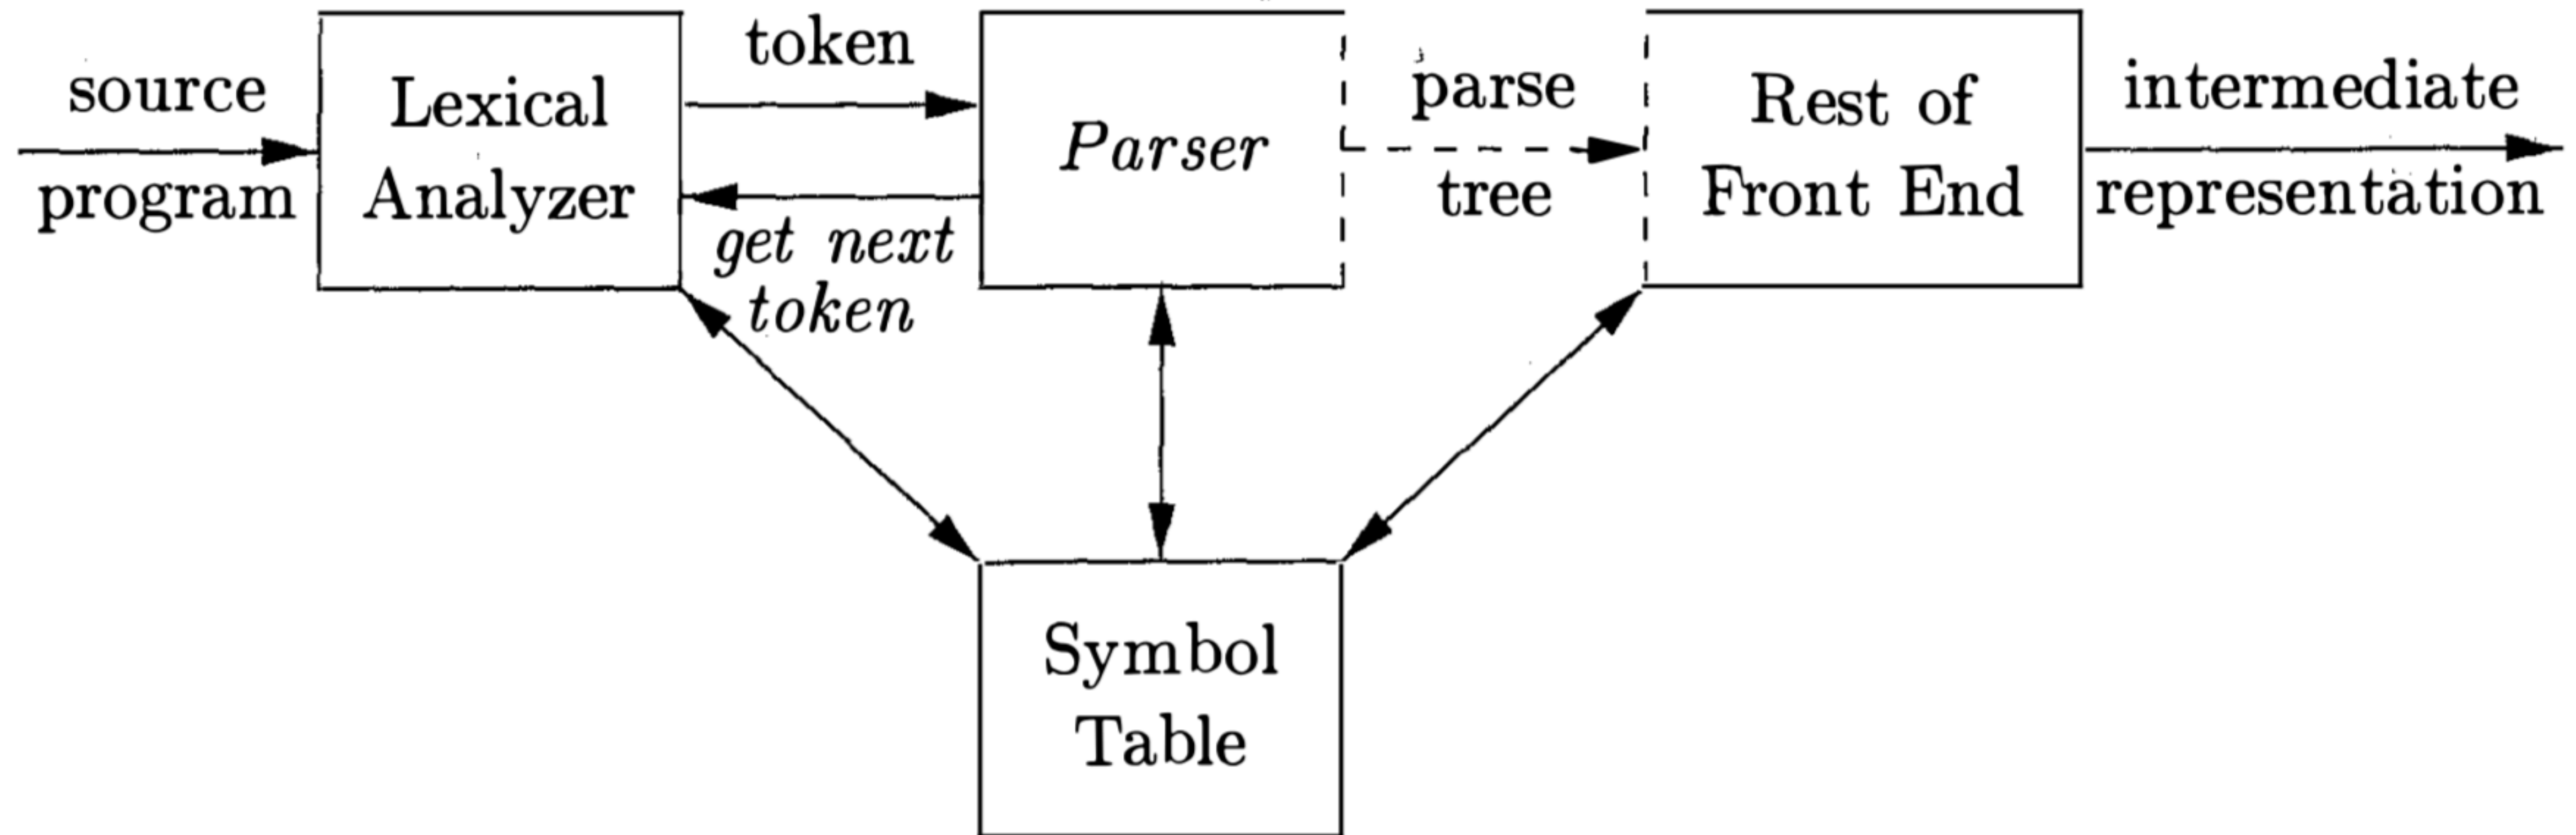 source
program
Lexical
Analyzer
token
get next
token
Parser
parse
tree
Rest of
Front End
intermediate
representation
Symbol
Table